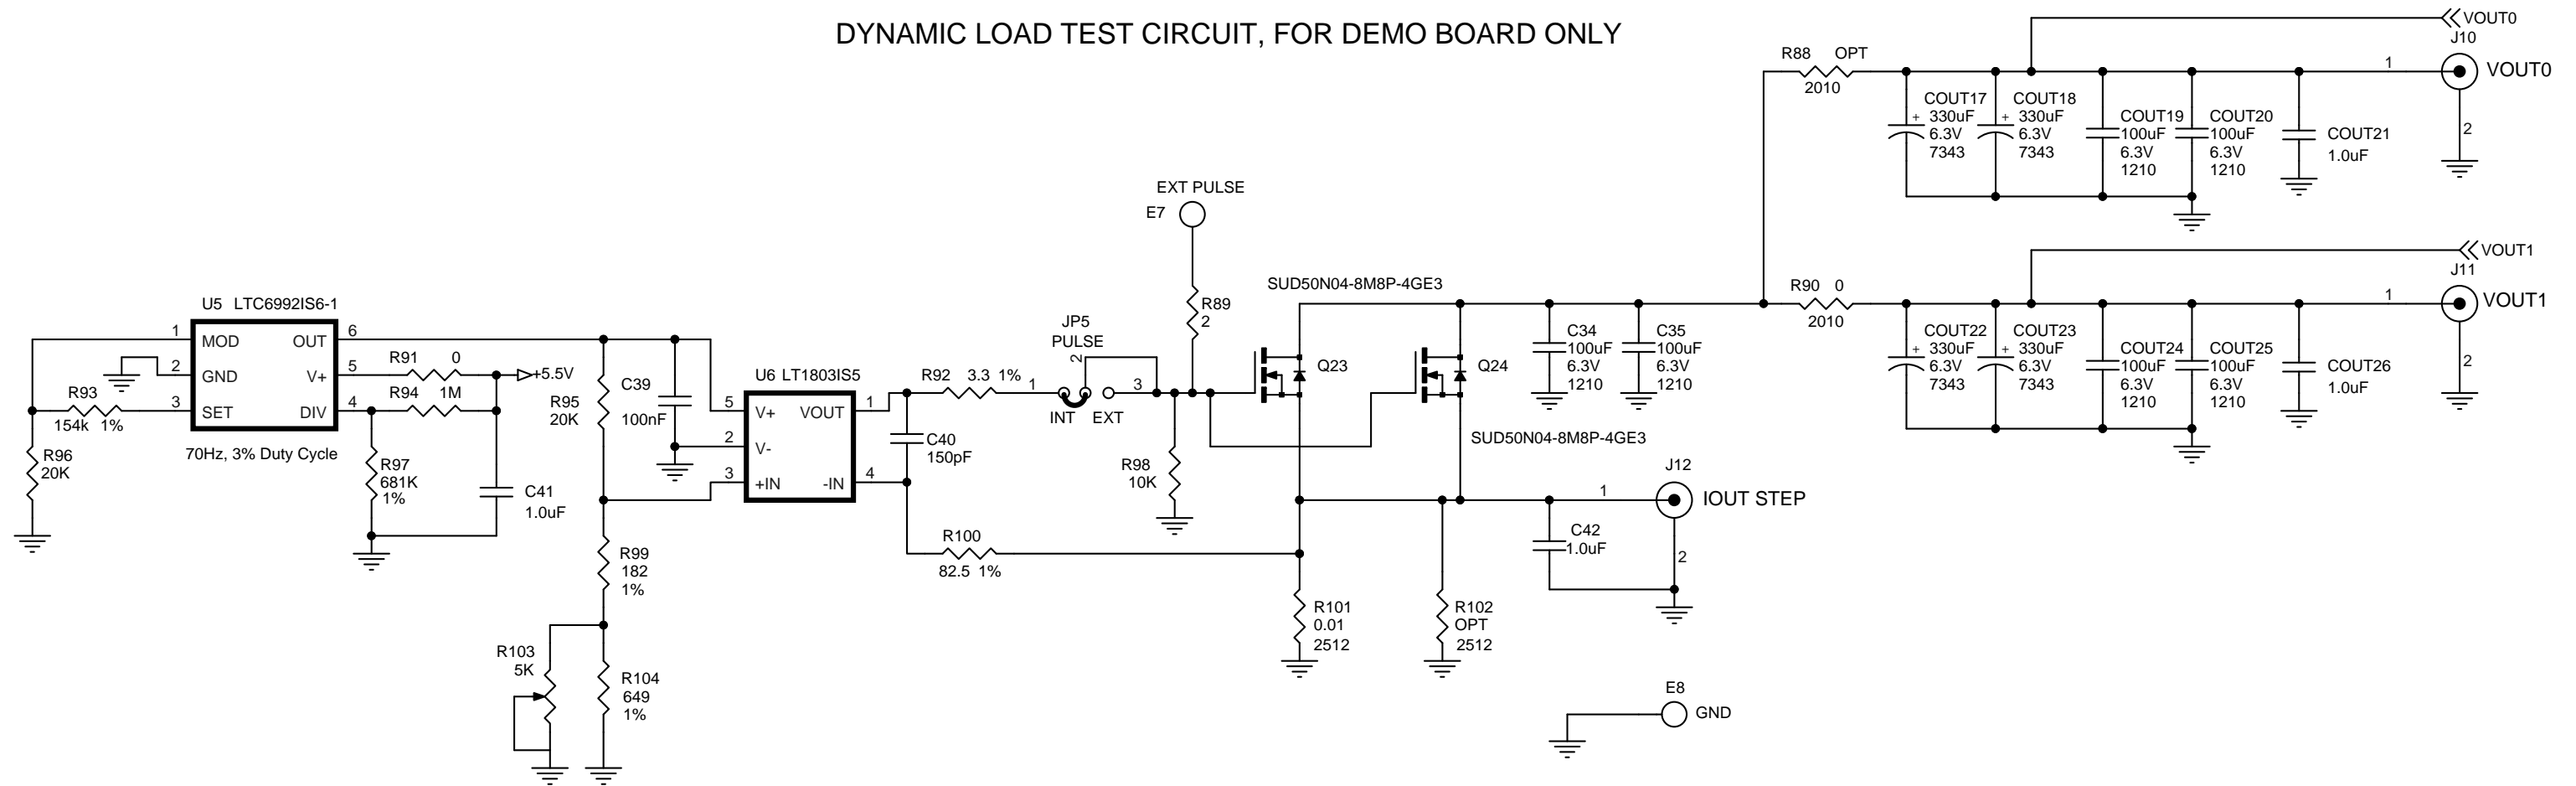 DYNAMIC LOAD TEST CIRCUIT, FOR DEMO BOARD ONLY
VOUT0
J10
R88 OPT
2010
1
VOUT0
2
COUT17
330uF
6.3V
7343
+
COUT18
330uF
6.3V
7343
+
COUT19
100uF
6.3V
1210
COUT20
100uF
6.3V
1210
COUT21
1.0uF
VOUT1
J11
R90 0
2010
1
VOUT1
2
COUT22
330uF
6.3V
7343
+
COUT23
330uF
6.3V
7343
+
COUT24
100uF
6.3V
1210
COUT25
100uF
6.3V
1210
COUT26
1.0uF
EXT PULSE
E7
R89
2
SUD50N04-8M8P-4GE3
Q23
Q24
SUD50N04-8M8P-4GE3
C34
100uF
6.3V
1210
C35
100uF
6.3V
1210
U5 LTC6992IS6-1
1 MOD OUT 6
2 GND V+ 5
3 SET DIV 4
70Hz, 3% Duty Cycle
R91 0
+5.5V
R94 1M
R93
154k 1%
R96
20K
R97
681K
1%
C41
1.0uF
R95
20K
C39
100nF
U6 LT1803IS5
5 V+ VOUT 1
2 V-
3 +IN -IN 4
R92 3.3 1%
C40
150pF
JP5
PULSE
2
1
3
INT EXT
R98
10K
R100
82.5 1%
R99
182
1%
R103
5K
R104
649
1%
R101
0.01
2512
R102
OPT
2512
C42
1.0uF
J12
1
IOUT STEP
2
E8
GND